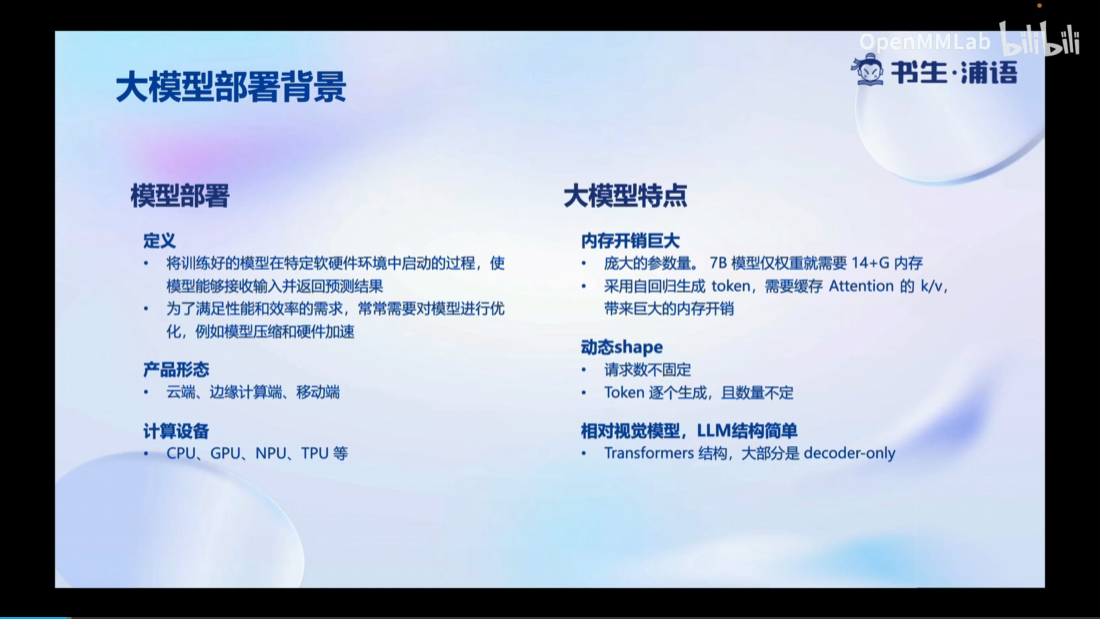 OpenMMLab bilibili
书生·浦语
大模型部署背景
模型部署
定义
• 将训练好的模型在特定软硬件环境中启动的过程，使
模型能够接收输入并返回预测结果
• 为了满足性能和效率的需求，常常需要对模型进行优
化，例如模型压缩和硬件加速
产品形态
• 云端、边缘计算端、移动端
计算设备
• CPU、GPU、NPU、TPU 等
大模型特点
内存开销巨大
• 庞大的参数量。 7B 模型仅权重就需要 14+G 内存
• 采用自回归生成 token，需要缓存 Attention 的 k/v，
带来巨大的内存开销
动态shape
• 请求数不固定
• Token 逐个生成，且数量不定
相对视觉模型，LLM结构简单
• Transformers 结构，大部分是 decoder-only